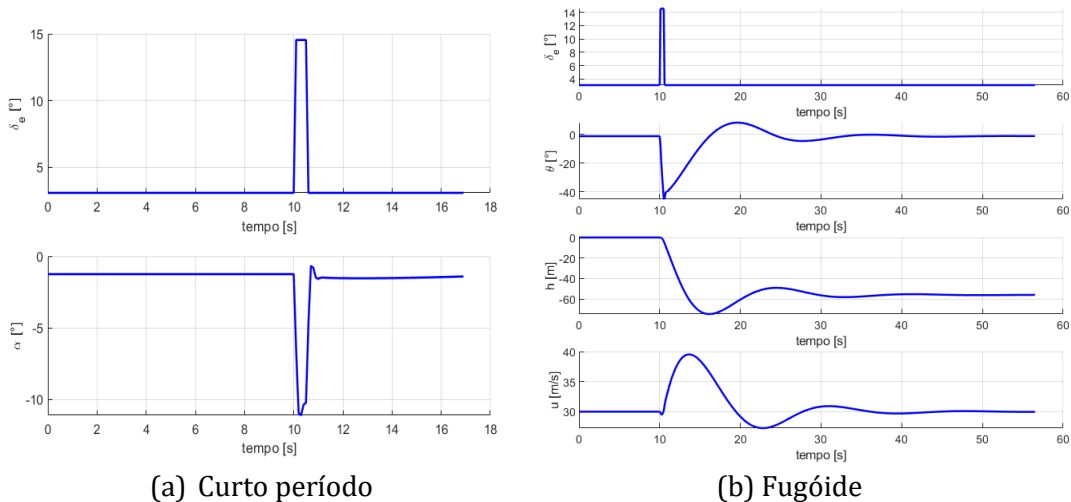 15
10
5
δe [°]
0 2 4 6 8 10 12 14 16 18
tempo [s]
0
-5
-10
α [°]
0 2 4 6 8 10 12 14 16 18
tempo [s]
(a) Curto período
14
12
10
8
6
4
δe [°]
0 10 20 30 40 50 60
tempo [s]
0
-20
-40
θ [°]
0 10 20 30 40 50 60
tempo [s]
0
-20
-40
-60
h [m]
0 10 20 30 40 50 60
tempo [s]
40
35
30
u [m/s]
0 10 20 30 40 50 60
tempo [s]
(b) Fugóide